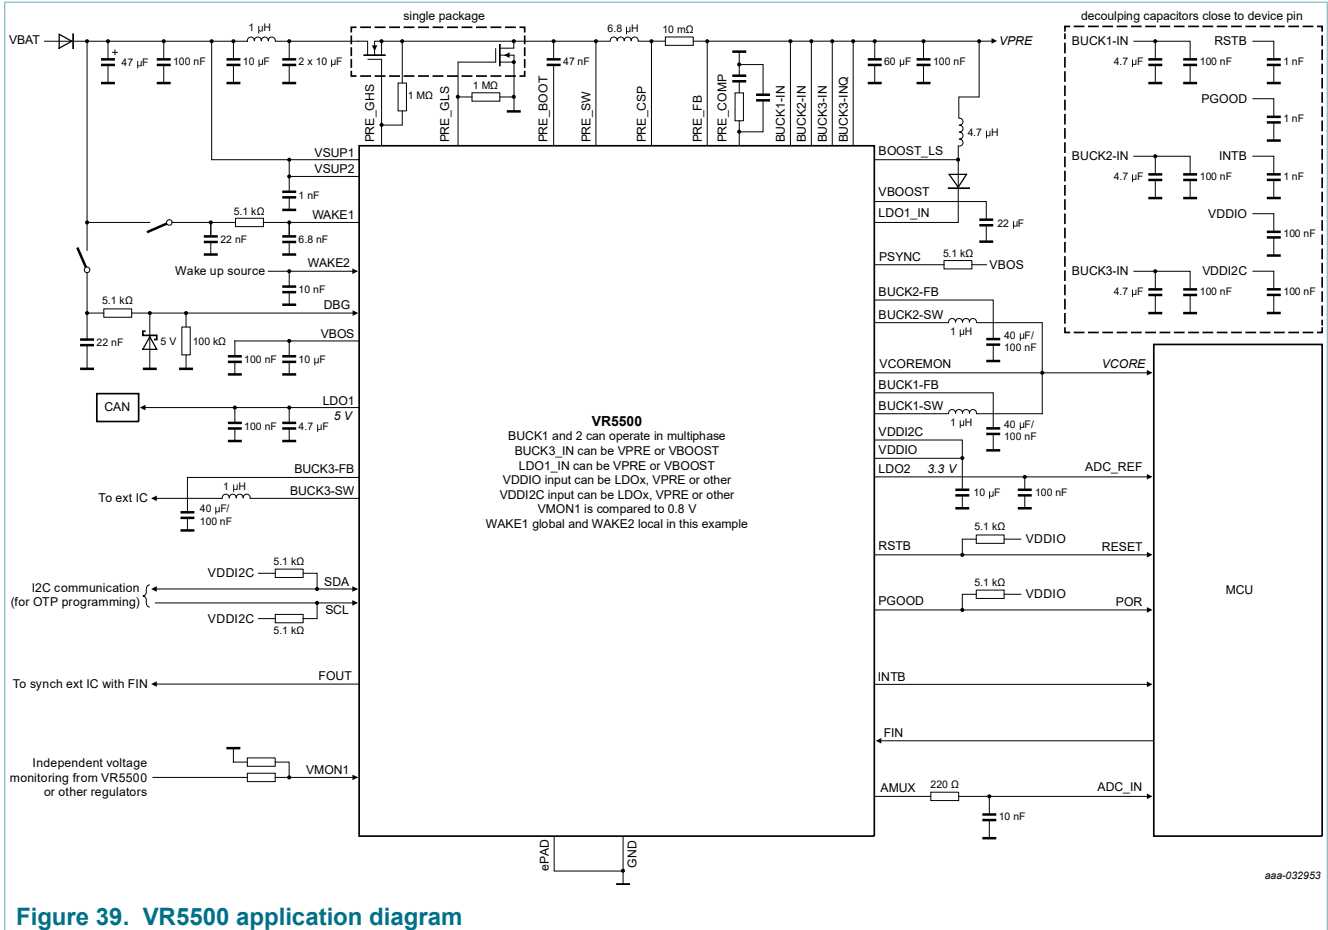 single package
decoulping capacitors close to device pin
VBAT
1 µH
6.8 µH
10 mΩ
VPRE
+
47 µF
100 nF
10 µF
2 x 10 µF
47 nF
60 µF
100 nF
1 MΩ
1 MΩ
PRE_GHS
PRE_GLS
PRE_BOOT
PRE_SW
PRE_CSP
PRE_FB
PRE_COMP
BUCK1-IN
BUCK2-IN
BUCK3-IN
BUCK3-INQ
4.7 µH
BUCK1-IN
4.7 µF
100 nF
RSTB
1 nF
PGOOD
1 nF
BUCK2-IN
4.7 µF
100 nF
INTB
1 nF
VDDIO
100 nF
BUCK3-IN
4.7 µF
100 nF
VDDI2C
100 nF
VSUP1
VSUP2
1 nF
5.1 kΩ
WAKE1
22 nF
6.8 nF
Wake up source
WAKE2
10 nF
5.1 kΩ
DBG
22 nF
5 V
100 kΩ
VBOS
100 nF
10 µF
CAN
LDO1
5 V
100 nF
4.7 µF
BUCK3-FB
1 µH
To ext IC
BUCK3-SW
40 µF/
100 nF
5.1 kΩ
VDDI2C
SDA
I2C communication
(for OTP programming)
SCL
VDDI2C
5.1 kΩ
FOUT
To synch ext IC with FIN
Independent voltage
monitoring from VR5500
or other regulators
VMON1
VR5500
BUCK1 and 2 can operate in multiphase
BUCK3_IN can be VPRE or VBOOST
LDO1_IN can be VPRE or VBOOST
VDDIO input can be LDOx, VPRE or other
VDDI2C input can be LDOx, VPRE or other
VMON1 is compared to 0.8 V
WAKE1 global and WAKE2 local in this example
ePAD
GND
BOOST_LS
VBOOST
LDO1_IN
22 µF
PSYNC
5.1 kΩ
VBOS
BUCK2-FB
BUCK2-SW
1 µH
40 µF/
100 nF
VCOREMON
VCORE
BUCK1-FB
BUCK1-SW
1 µH
40 µF/
100 nF
VDDI2C
VDDIO
LDO2
3.3 V
ADC_REF
10 µF
100 nF
5.1 kΩ
VDDIO
RSTB
RESET
5.1 kΩ
VDDIO
PGOOD
POR
MCU
INTB
FIN
AMUX
220 Ω
ADC_IN
10 nF
aaa-032953
Figure 39. VR5500 application diagram